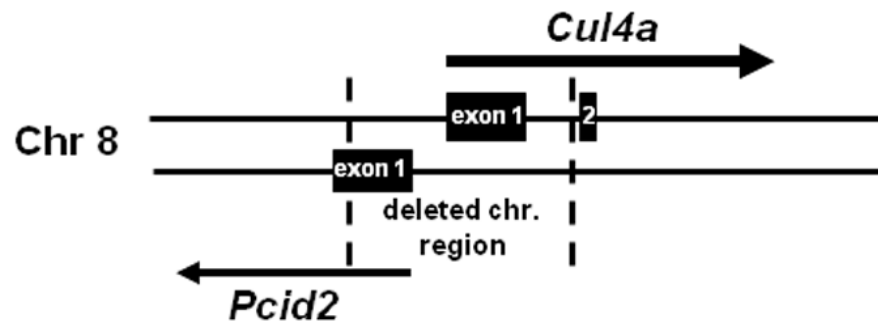 Cul4a
exon 1
2
Chr 8
exon 1
deleted chr.
region
Pcid2